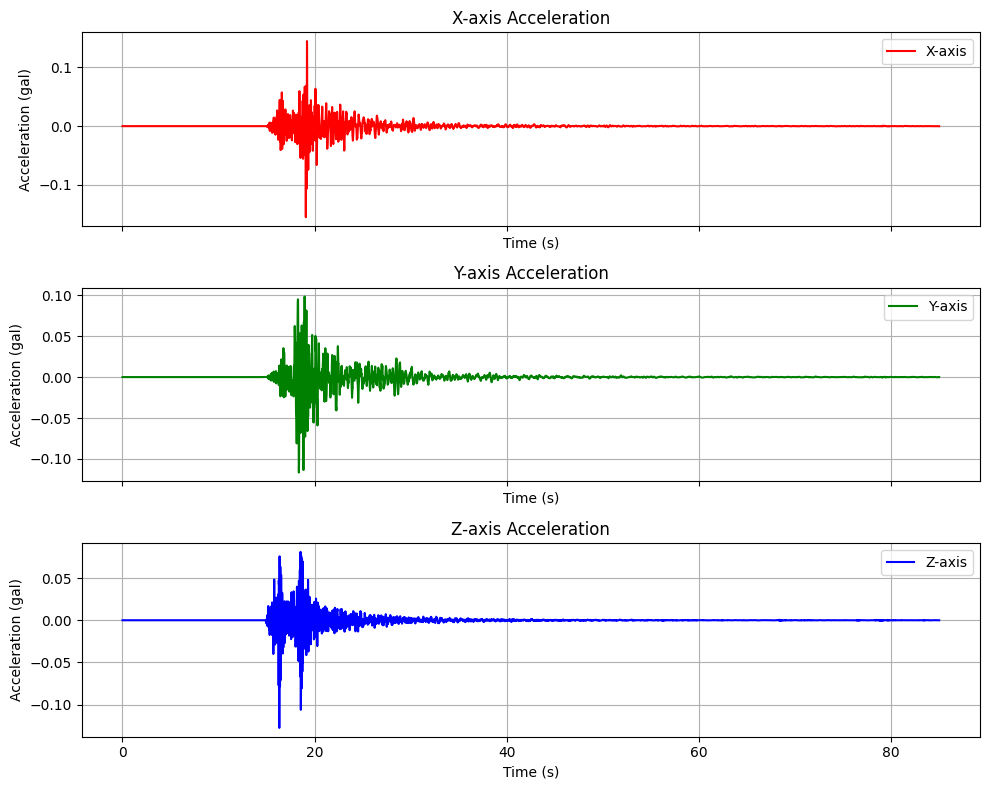 X-axis Acceleration
X-axis
0.1
0.0
−0.1
Acceleration (gal)
Time (s)
Y-axis Acceleration
Y-axis
0.10
0.05
0.00
−0.05
−0.10
Acceleration (gal)
Time (s)
Z-axis Acceleration
Z-axis
0.05
0.00
−0.05
−0.10
Acceleration (gal)
0 20 40 60 80
Time (s)